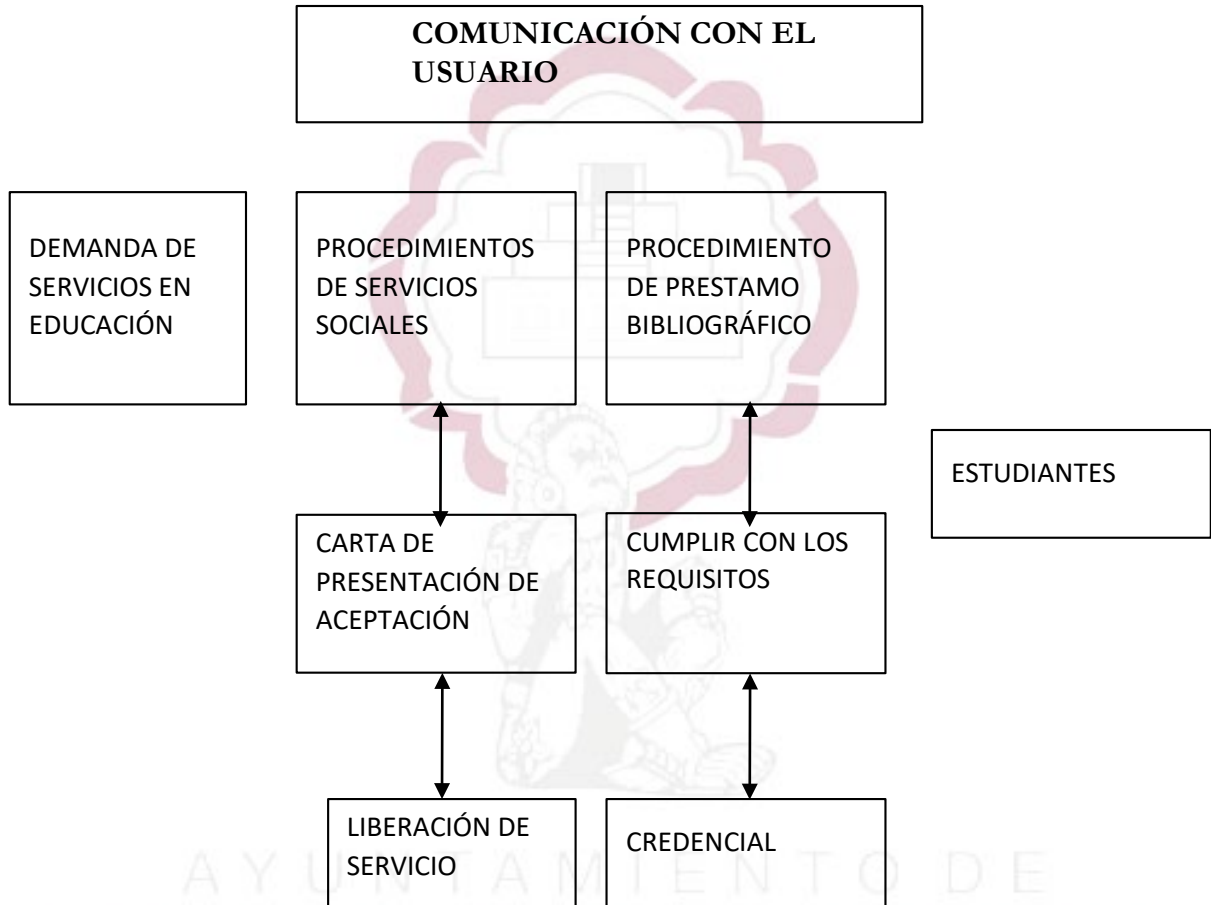 COMUNICACIÓN CON EL
USUARIO
DEMANDA DE
SERVICIOS EN
EDUCACIÓN
PROCEDIMIENTOS
DE SERVICIOS
SOCIALES
PROCEDIMIENTO
DE PRESTAMO
BIBLIOGRÁFICO
ESTUDIANTES
CARTA DE
PRESENTACIÓN DE
ACEPTACIÓN
CUMPLIR CON LOS
REQUISITOS
LIBERACIÓN DE
SERVICIO
CREDENCIAL
AYUNTAMIENTO DE